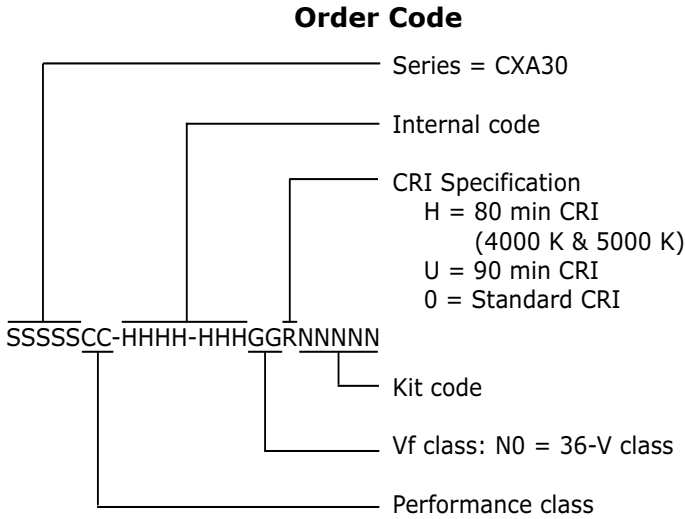 Order Code
Series = CXA30
Internal code
CRI Specification
H = 80 min CRI
(4000 K & 5000 K)
U = 90 min CRI
0 = Standard CRI
SSSSSCC-HHHH-HHHGGRNNNNN
Kit code
Vf class: N0 = 36-V class
Performance class